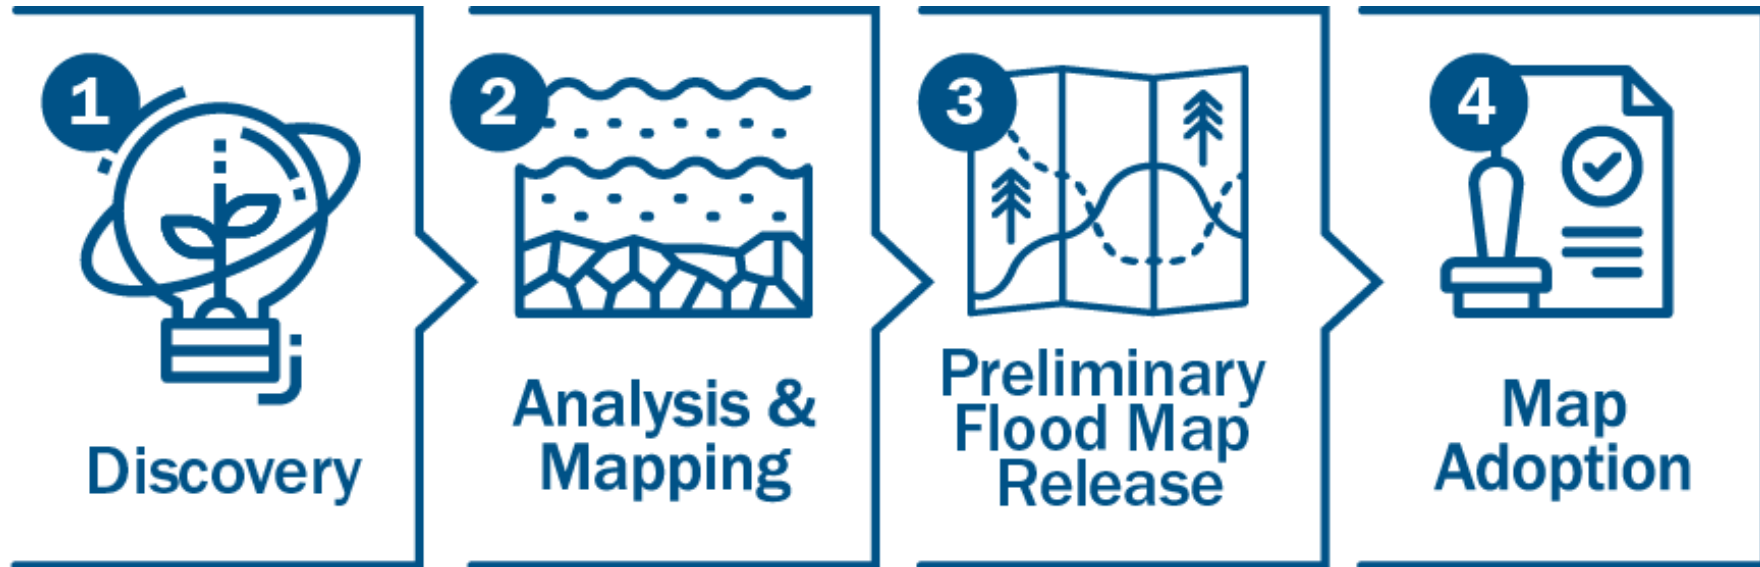 1
Discovery
2
Analysis &
Mapping
3
Preliminary
Flood Map
Release
4
Map
Adoption